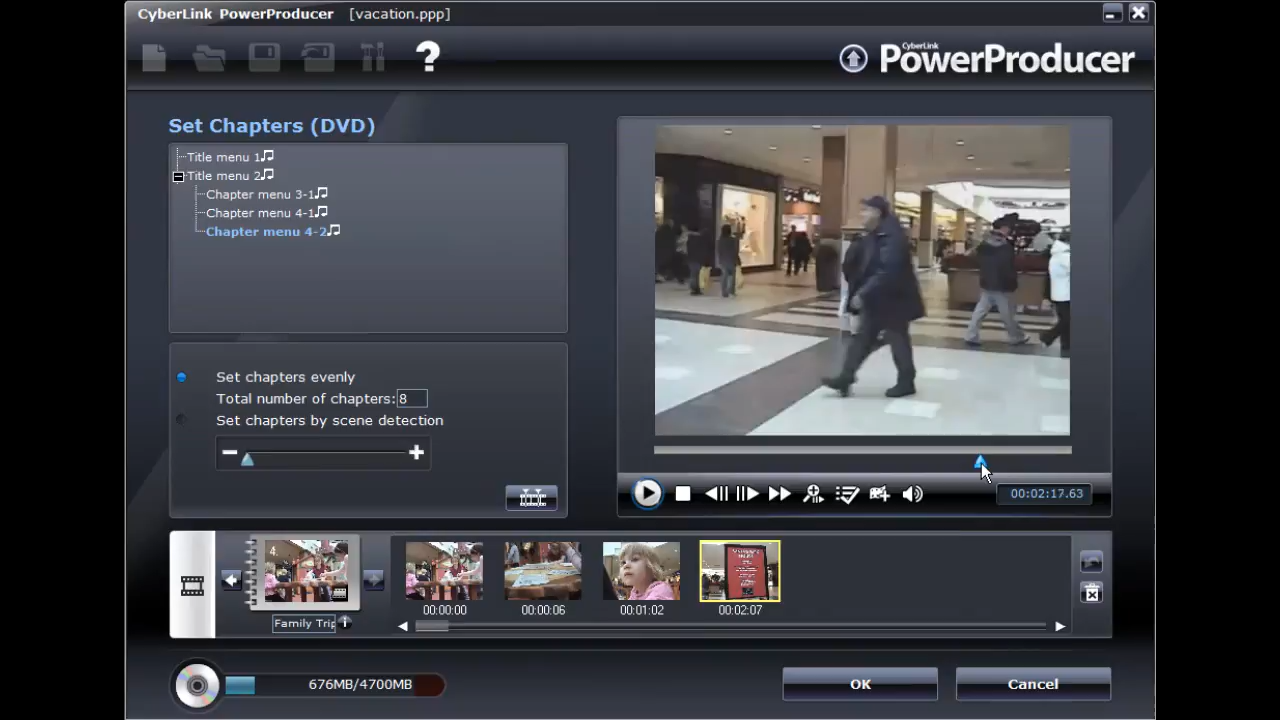 CyberLink PowerProducer [vacation.ppp]
?
CyberLink
PowerProducer
Set Chapters (DVD)
Title menu 1
Title menu 2
Chapter menu 3-1
Chapter menu 4-1
Chapter menu 4-2
Set chapters evenly
Total number of chapters: 8
Set chapters by scene detection
00:02:17.63
4.
00:00:00
00:00:06
00:01:02
00:02:07
Family Trip
676MB/4700MB
OK
Cancel